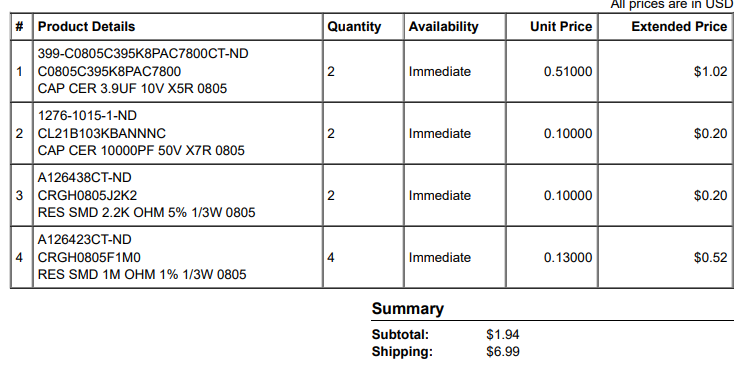 All prices are in USD
# Product Details Quantity Availability Unit Price Extended Price
399-C0805C395K8PAC7800CT-ND
1 C0805C395K8PAC7800 2 Immediate 0.51000 $1.02
CAP CER 3.9UF 10V X5R 0805
1276-1015-1-ND
2 CL21B103KBANNNC 2 Immediate 0.10000 $0.20
CAP CER 10000PF 50V X7R 0805
A126438CT-ND
3 CRGH0805J2K2 2 Immediate 0.10000 $0.20
RES SMD 2.2K OHM 5% 1/3W 0805
A126423CT-ND
4 CRGH0805F1M0 4 Immediate 0.13000 $0.52
RES SMD 1M OHM 1% 1/3W 0805
Summary
Subtotal: $1.94
Shipping: $6.99